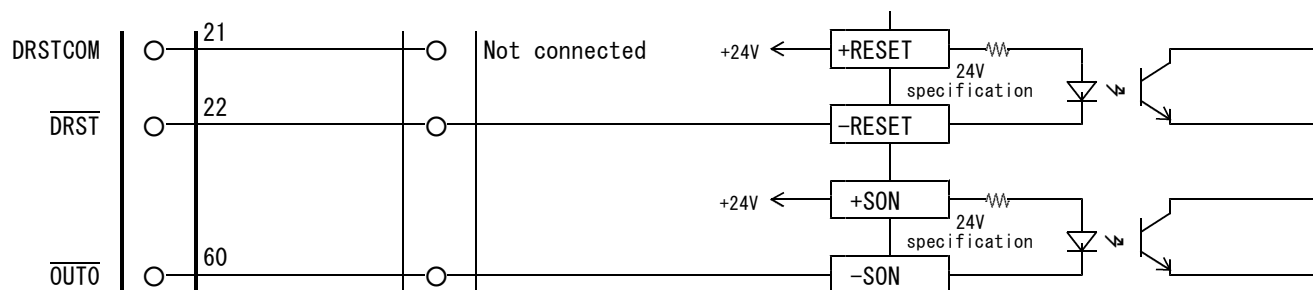 DRSTCOM 21 Not connected +24V +RESET
24V
specification
DRST 22 −RESET
+24V +SON
24V
specification
OUT0 60 −SON